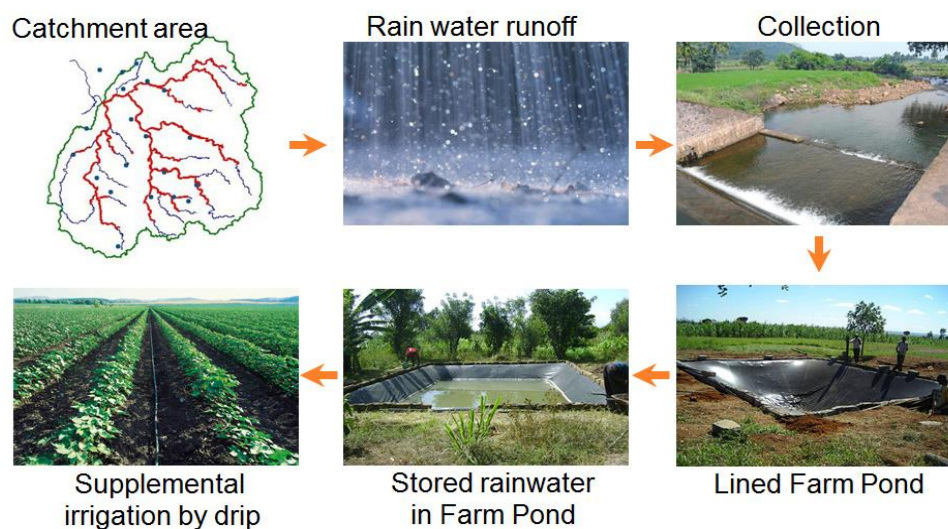 Catchment area
Rain water runoff
Collection
Lined Farm Pond
Stored rainwater
in Farm Pond
Supplemental
irrigation by drip